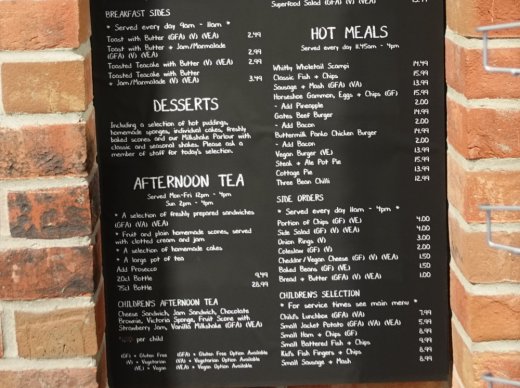 BREAKFAST SIDES
* Served every day 9am - 11am *
Toast with Butter (GFA) (V) (VEA) 2.99
Toast with Butter + Jam/Marmalade
(GFA) (V) (VEA) 2.99
Toasted Teacake with Butter (V) (VEA) 2.99
Toasted Teacake with Butter
+ Jam/Marmalade (V) (VEA) 3.49
DESSERTS
Including a selection of hot puddings,
homemade sponges, individual cakes, freshly
baked scones and our Milkshake Parlour with
classic and seasonal shakes. Please ask a
member of staff for today's selection.
AFTERNOON TEA
Served Mon-Fri 12pm - 4pm
Sun 2pm - 4pm
* A selection of freshly prepared sandwiches
(GFA) (VA) (VEA)
* Fruit and plain homemade scones, served
with clotted cream and jam
* A selection of homemade cakes
* A large pot of tea
Add Prosecco
20cl Bottle 9.49
75cl Bottle 28.99
CHILDREN'S AFTERNOON TEA
Cheese Sandwich, Jam Sandwich, Chocolate
Brownie, Victoria Sponge, Fruit Scone with
Strawberry Jam, Vanilla Milkshake (GFA) (VEA)
per child
(GF) = Gluten Free (GFA) = Gluten Free Option Available
(V) = Vegetarian (VA) = Vegetarian Option Available
(VE) = Vegan (VEA) = Vegan Option Available
Superfood Salad (GFA) (V) (VEA)
HOT MEALS
Served every day 11.45am - 4pm
Whitby Wholetail Scampi 14.99
Classic Fish + Chips 15.99
Sausage + Mash (GFA) (VA) 13.99
Horseshoe Gammon, Eggs + Chips (GF) 15.99
- Add Pineapple 2.00
Gates Beef Burger 14.99
- Add Bacon 2.00
Buttermilk Panko Chicken Burger 14.99
- Add Bacon 2.00
Vegan Burger (VE) 13.99
Steak + Ale Pot Pie 15.99
Cottage Pie 13.99
Three Bean Chilli 12.99
SIDE ORDERS
* Served every day 11am - 4pm *
Portion of Chips (GF) (VE) 4.00
Side Salad (GF) (V) (VEA) 4.00
Onion Rings (V) 3.00
Coleslaw (GF) (V) 2.00
Cheddar/Vegan Cheese (GF) (V) (VEA) 1.50
Baked Beans (GF) (VE) 1.50
Bread + Butter (GFA) (V) (VEA) 1.00
CHILDREN'S SELECTION
* For service times see main menu *
Child's Lunchbox (GFA) (VA) 7.99
Small Jacket Potato (GFA) (VA) (VEA) 5.99
Small Ham + Chips (GF) 8.99
Small Battered Fish + Chips 9.99
Kid's Fish Fingers + Chips 8.99
Small Sausage + Mash 8.99